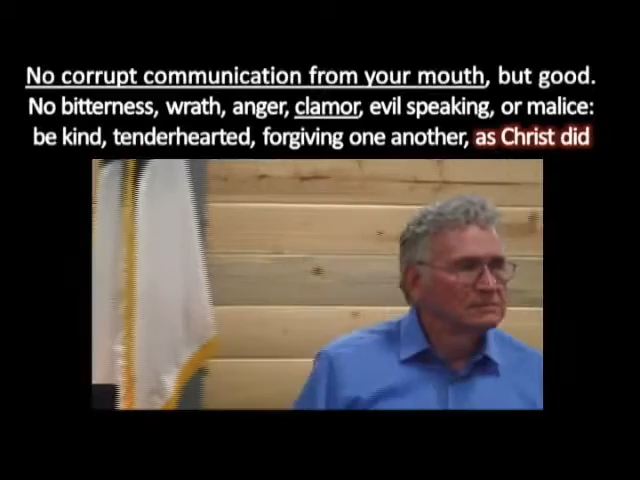 No corrupt communication from your mouth, but good.
No bitterness, wrath, anger, clamor, evil speaking, or malice:
be kind, tenderhearted, forgiving one another, as Christ did